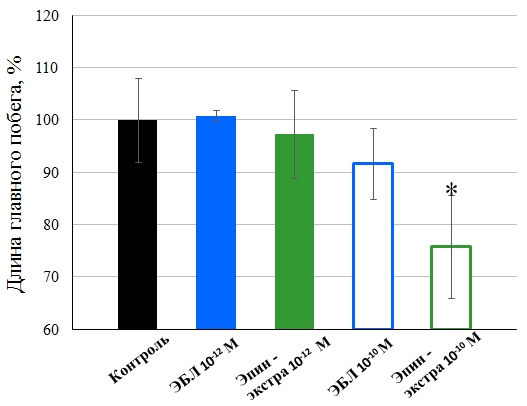 Длина главного побега, %
120
110
100
90
80
70
60
*
Контроль
ЭБЛ 10⁻¹² М
Эпин -
экстра 10⁻¹² М
ЭБЛ 10⁻¹⁰ М
Эпин -
экстра 10⁻¹⁰ М